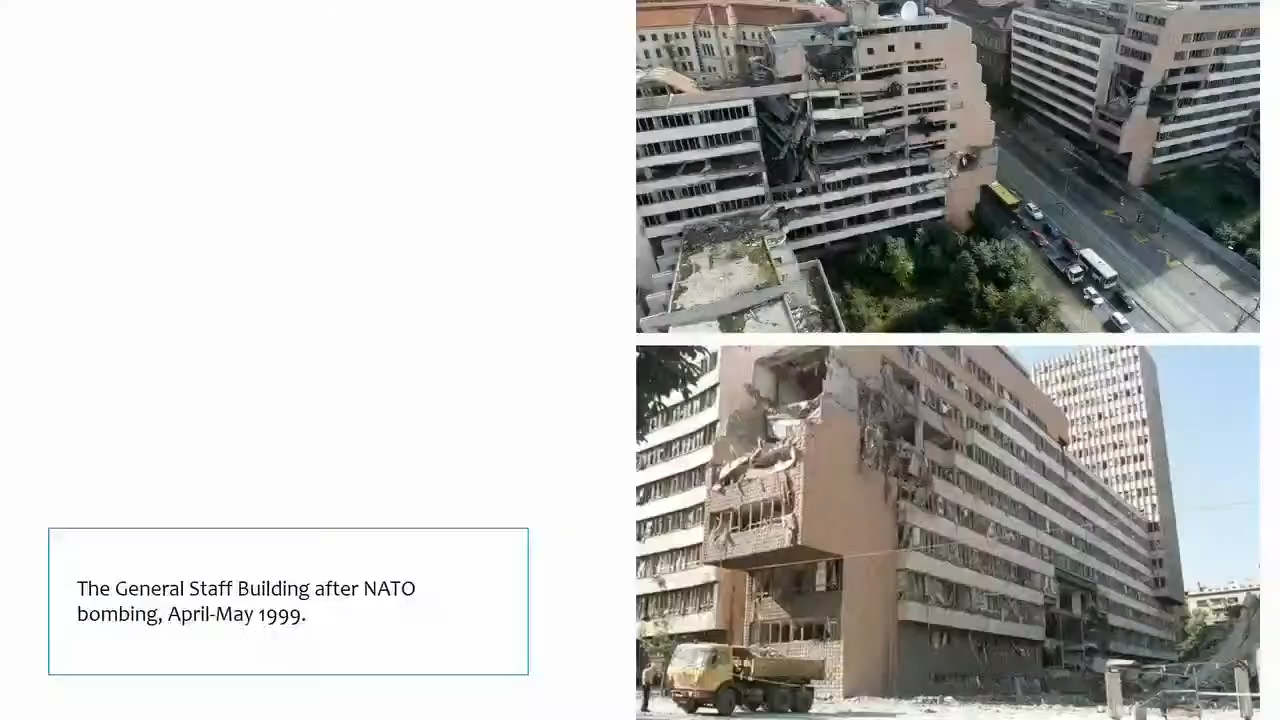 The General Staff Building after NATO
bombing, April-May 1999.